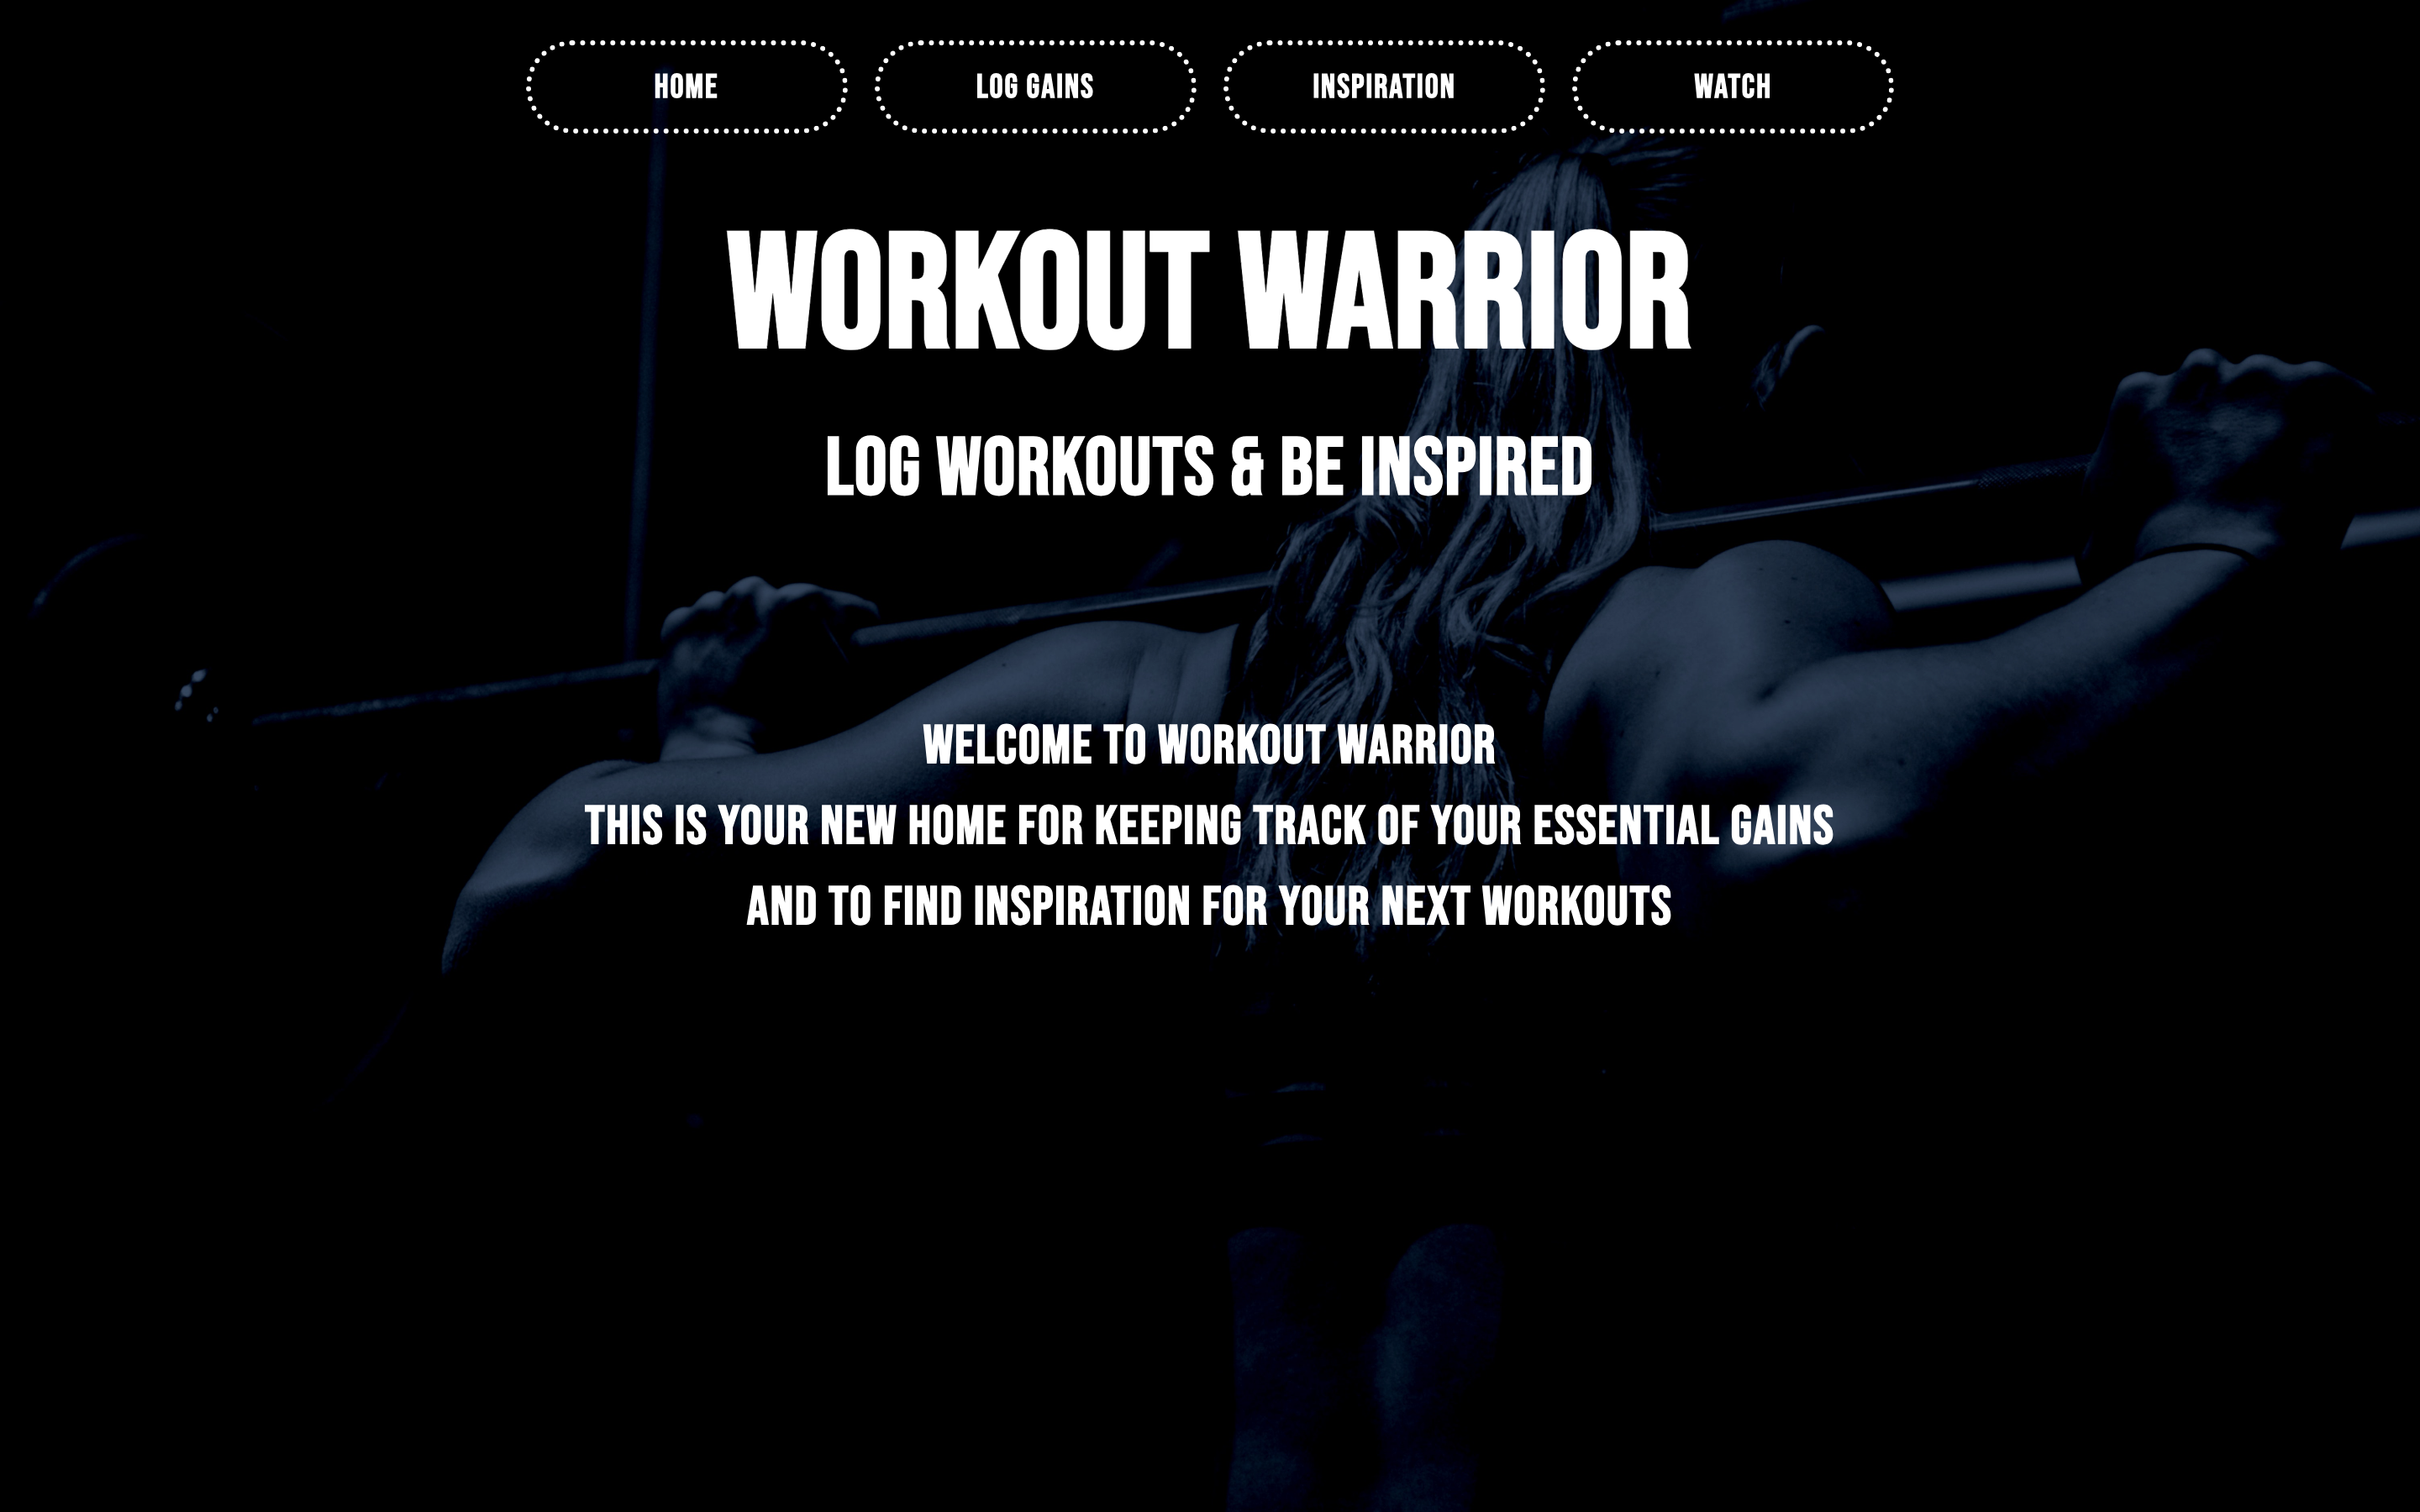 HOME
LOG GAINS
INSPIRATION
WATCH
WORKOUT WARRIOR
LOG WORKOUTS & BE INSPIRED
WELCOME TO WORKOUT WARRIOR
THIS IS YOUR NEW HOME FOR KEEPING TRACK OF YOUR ESSENTIAL GAINS
AND TO FIND INSPIRATION FOR YOUR NEXT WORKOUTS